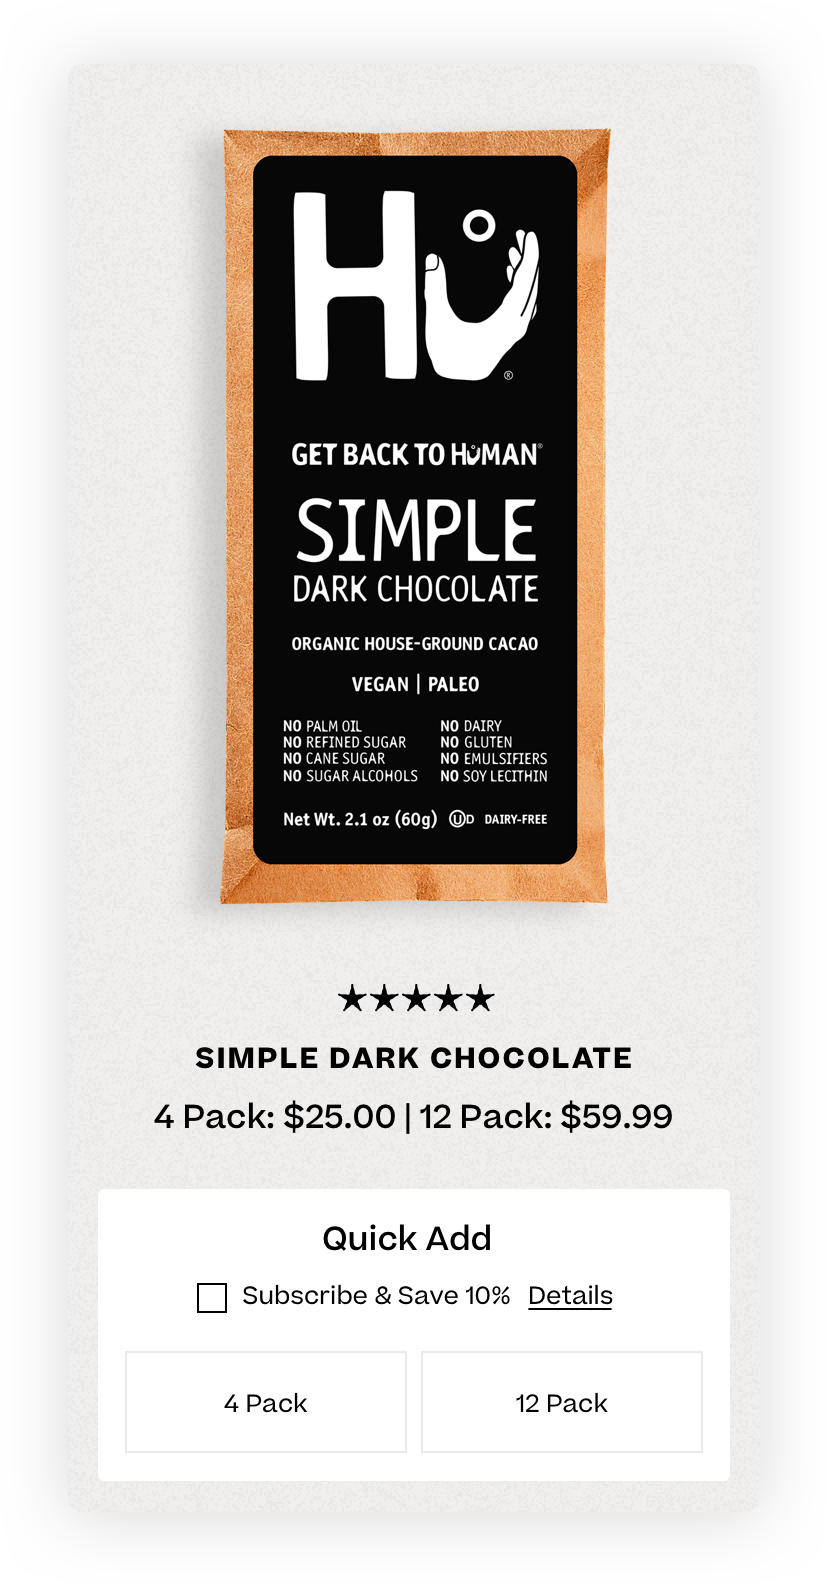 Hu
®
GET BACK TO HUMAN®
SIMPLE
DARK CHOCOLATE
ORGANIC HOUSE-GROUND CACAO
VEGAN | PALEO
NO PALM OIL
NO REFINED SUGAR
NO CANE SUGAR
NO SUGAR ALCOHOLS
NO DAIRY
NO GLUTEN
NO EMULSIFIERS
NO SOY LECITHIN
Net Wt. 2.1 oz (60g) UD DAIRY-FREE
SIMPLE DARK CHOCOLATE
4 Pack: $25.00 | 12 Pack: $59.99
Quick Add
Subscribe & Save 10% Details
4 Pack
12 Pack